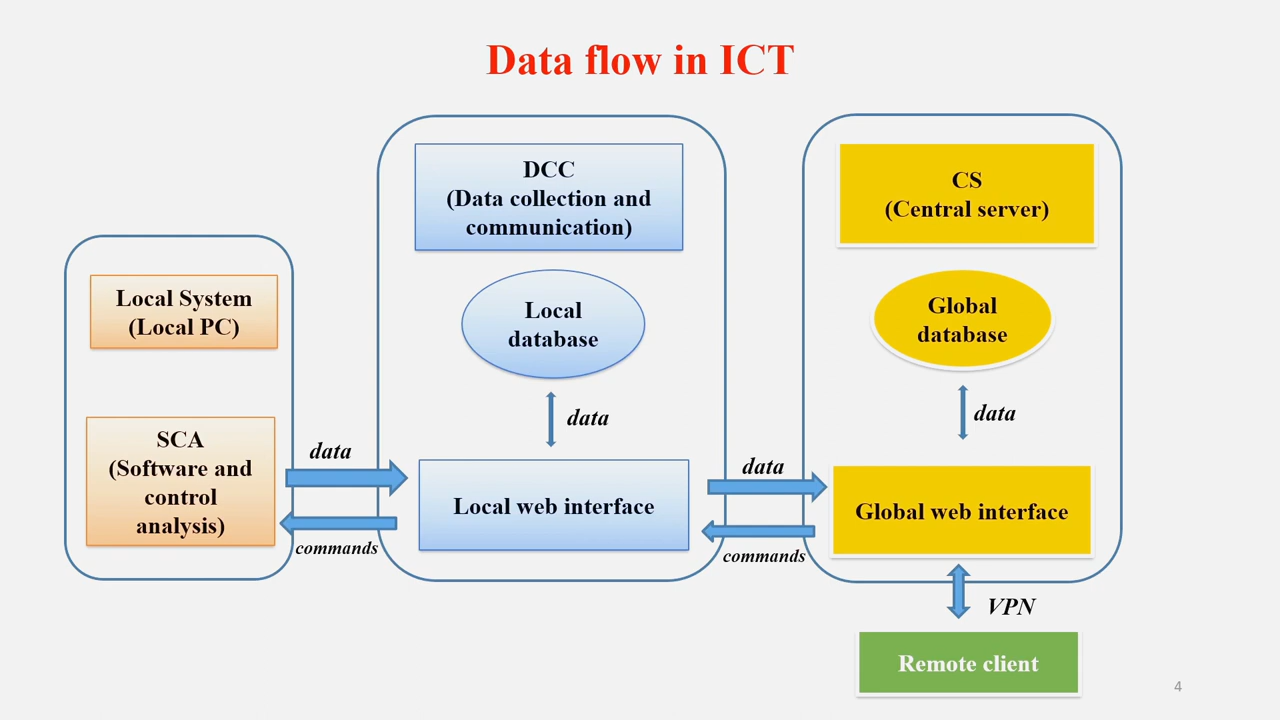 Data flow in ICT
Local System
(Local PC)
SCA
(Software and
control
analysis)
data
commands
DCC
(Data collection and
communication)
Local
database
data
Local web interface
data
commands
CS
(Central server)
Global
database
data
Global web interface
VPN
Remote client
4